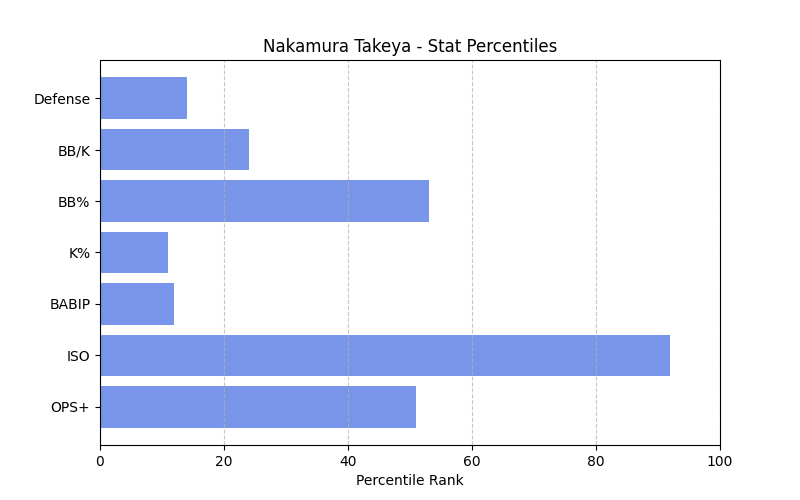 Nakamura Takeya - Stat Percentiles
Defense
BB/K
BB%
K%
BABIP
ISO
OPS+
0 20 40 60 80 100
Percentile Rank